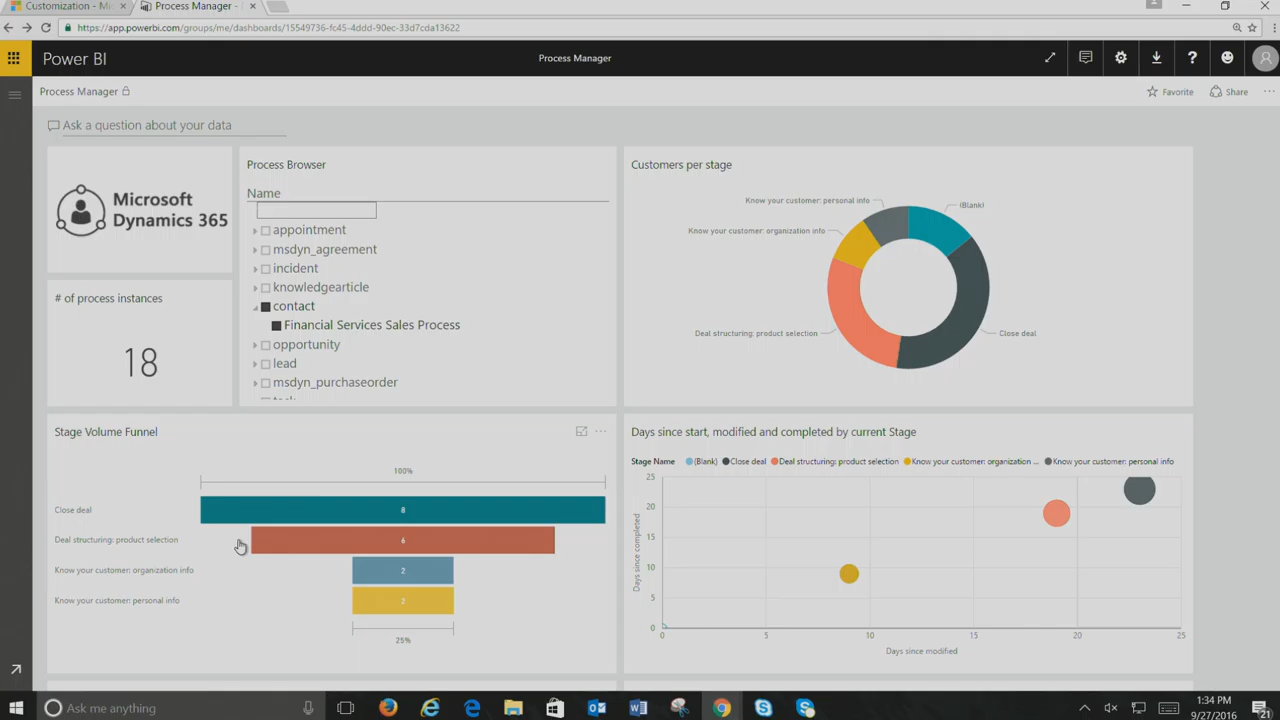 Customization - Mi
Process Manager -
https://app.powerbi.com/groups/me/dashboards/15549736-fc45-4ddd-90ec-33d7cda13622
Power BI
Process Manager
Process Manager
Favorite
Share
Ask a question about your data
Microsoft
Dynamics 365
# of process instances
18
Process Browser
Name
appointment
msdyn_agreement
incident
knowledgearticle
contact
Financial Services Sales Process
opportunity
lead
msdyn_purchaseorder
Customers per stage
Know your customer: personal info
(Blank)
Know your customer: organization info
Deal structuring: product selection
Close deal
Stage Volume Funnel
100%
Close deal
8
Deal structuring: product selection
6
Know your customer: organization info
2
Know your customer: personal info
2
25%
Days since start, modified and completed by current Stage
Stage Name (Blank) Close deal Deal structuring: product selection Know your customer: organization ... Know your customer: personal info
Days since completed
25
20
15
10
5
0
0 5 10 15 20 25
Days since modified
Ask me anything
1:34 PM
9/27/2016
21